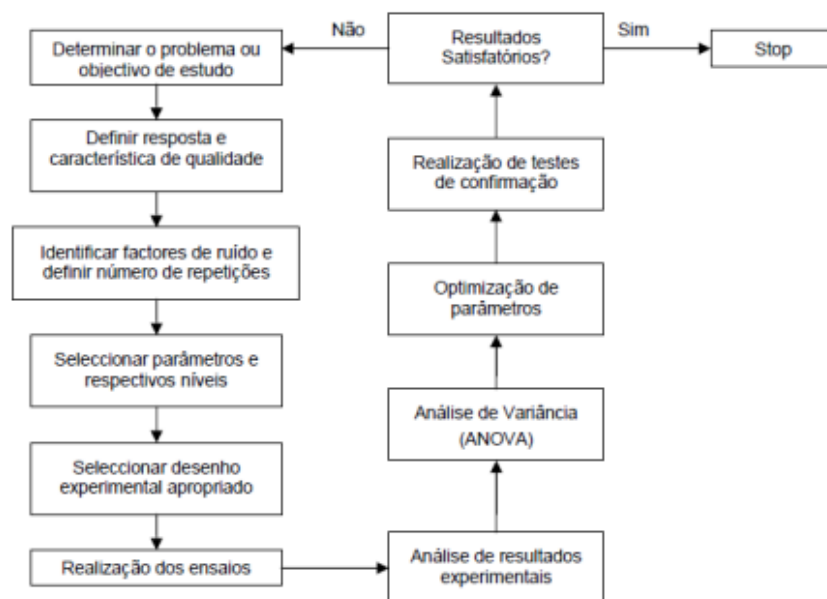 Determinar o problema ou
objectivo de estudo
Definir resposta e
característica de qualidade
Identificar factores de ruído e
definir número de repetições
Seleccionar parâmetros e
respectivos níveis
Seleccionar desenho
experimental apropriado
Realização dos ensaios
Análise de resultados
experimentais
Análise de Variância
(ANOVA)
Optimização de
parâmetros
Realização de testes
de confirmação
Resultados
Satisfatórios?
Não
Sim
Stop